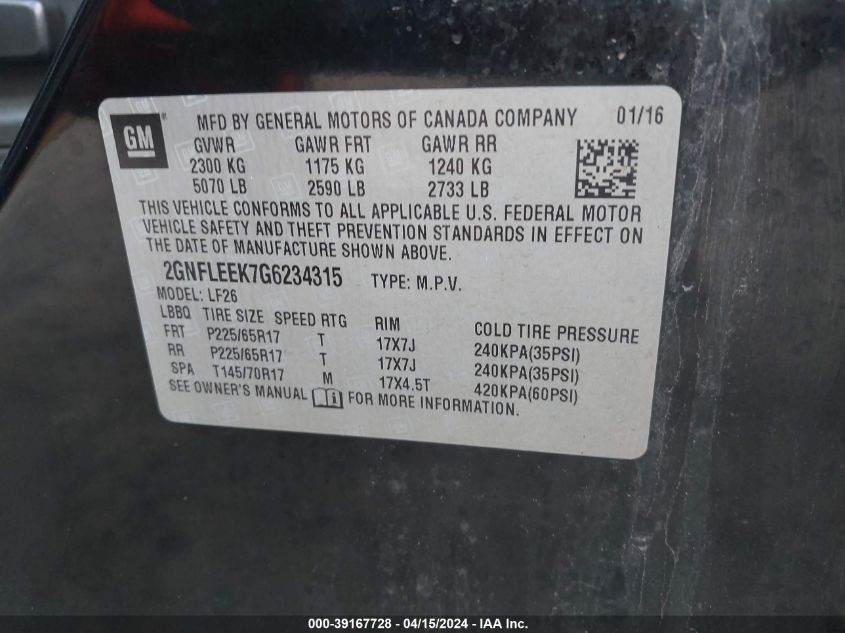 GM
®
MFD BY GENERAL MOTORS OF CANADA COMPANY 01/16
GVWR GAWR FRT GAWR RR
2300 KG 1175 KG 1240 KG
5070 LB 2590 LB 2733 LB
THIS VEHICLE CONFORMS TO ALL APPLICABLE U.S. FEDERAL MOTOR
VEHICLE SAFETY AND THEFT PREVENTION STANDARDS IN EFFECT ON
THE DATE OF MANUFACTURE SHOWN ABOVE.
2GNFLEEK7G6234315 TYPE: M.P.V.
MODEL: LF26
LBBQ TIRE SIZE SPEED RTG RIM COLD TIRE PRESSURE
FRT P225/65R17 T 17X7J 240KPA(35PSI)
RR P225/65R17 T 17X7J 240KPA(35PSI)
SPA T145/70R17 M 17X4.5T 420KPA(60PSI)
SEE OWNER'S MANUAL i FOR MORE INFORMATION.
000-39167728 - 04/15/2024 - IAA Inc.